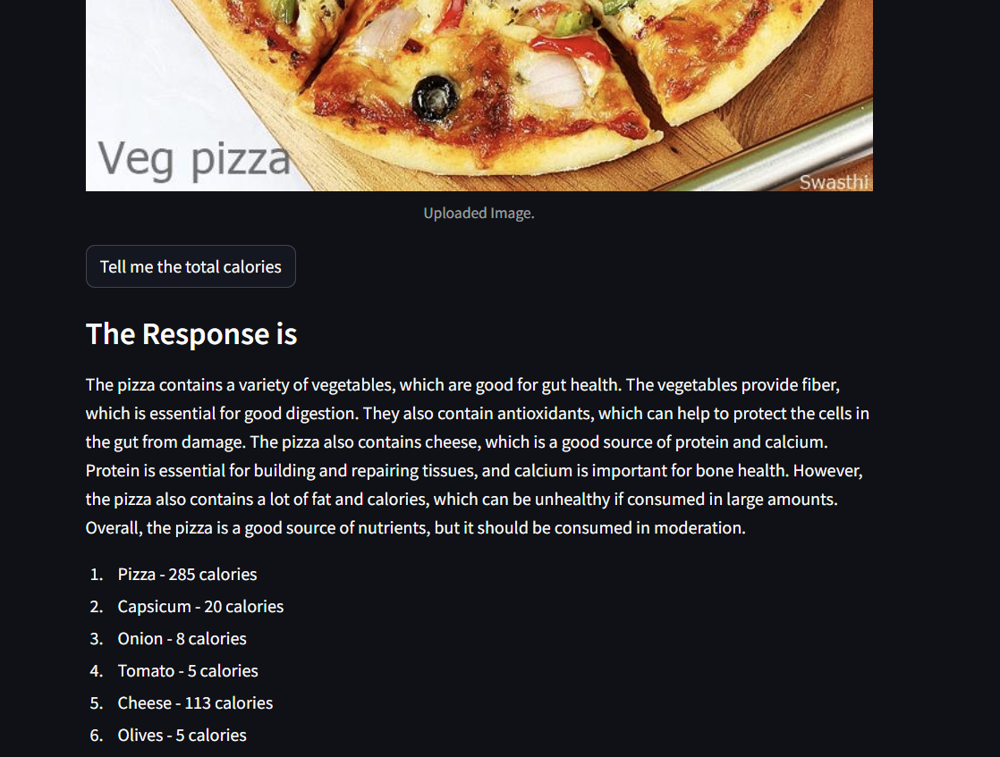 Veg pizza
Swasthi
Uploaded Image.
Tell me the total calories
The Response is
The pizza contains a variety of vegetables, which are good for gut health. The vegetables provide fiber,
which is essential for good digestion. They also contain antioxidants, which can help to protect the cells in
the gut from damage. The pizza also contains cheese, which is a good source of protein and calcium.
Protein is essential for building and repairing tissues, and calcium is important for bone health. However,
the pizza also contains a lot of fat and calories, which can be unhealthy if consumed in large amounts.
Overall, the pizza is a good source of nutrients, but it should be consumed in moderation.
1. Pizza - 285 calories
2. Capsicum - 20 calories
3. Onion - 8 calories
4. Tomato - 5 calories
5. Cheese - 113 calories
6. Olives - 5 calories